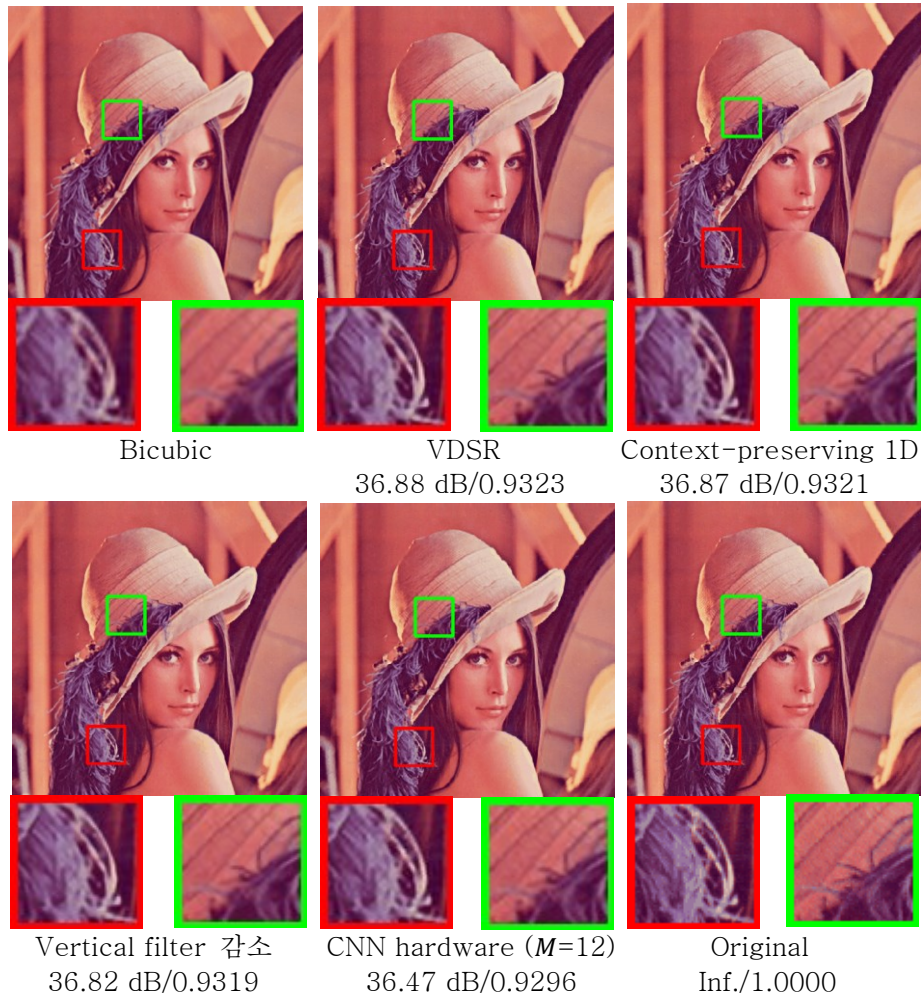 Bicubic
VDSR
36.88 dB/0.9323
Context-preserving 1D
36.87 dB/0.9321
Vertical filter 감소
36.82 dB/0.9319
CNN hardware (M=12)
36.47 dB/0.9296
Original
Inf./1.0000